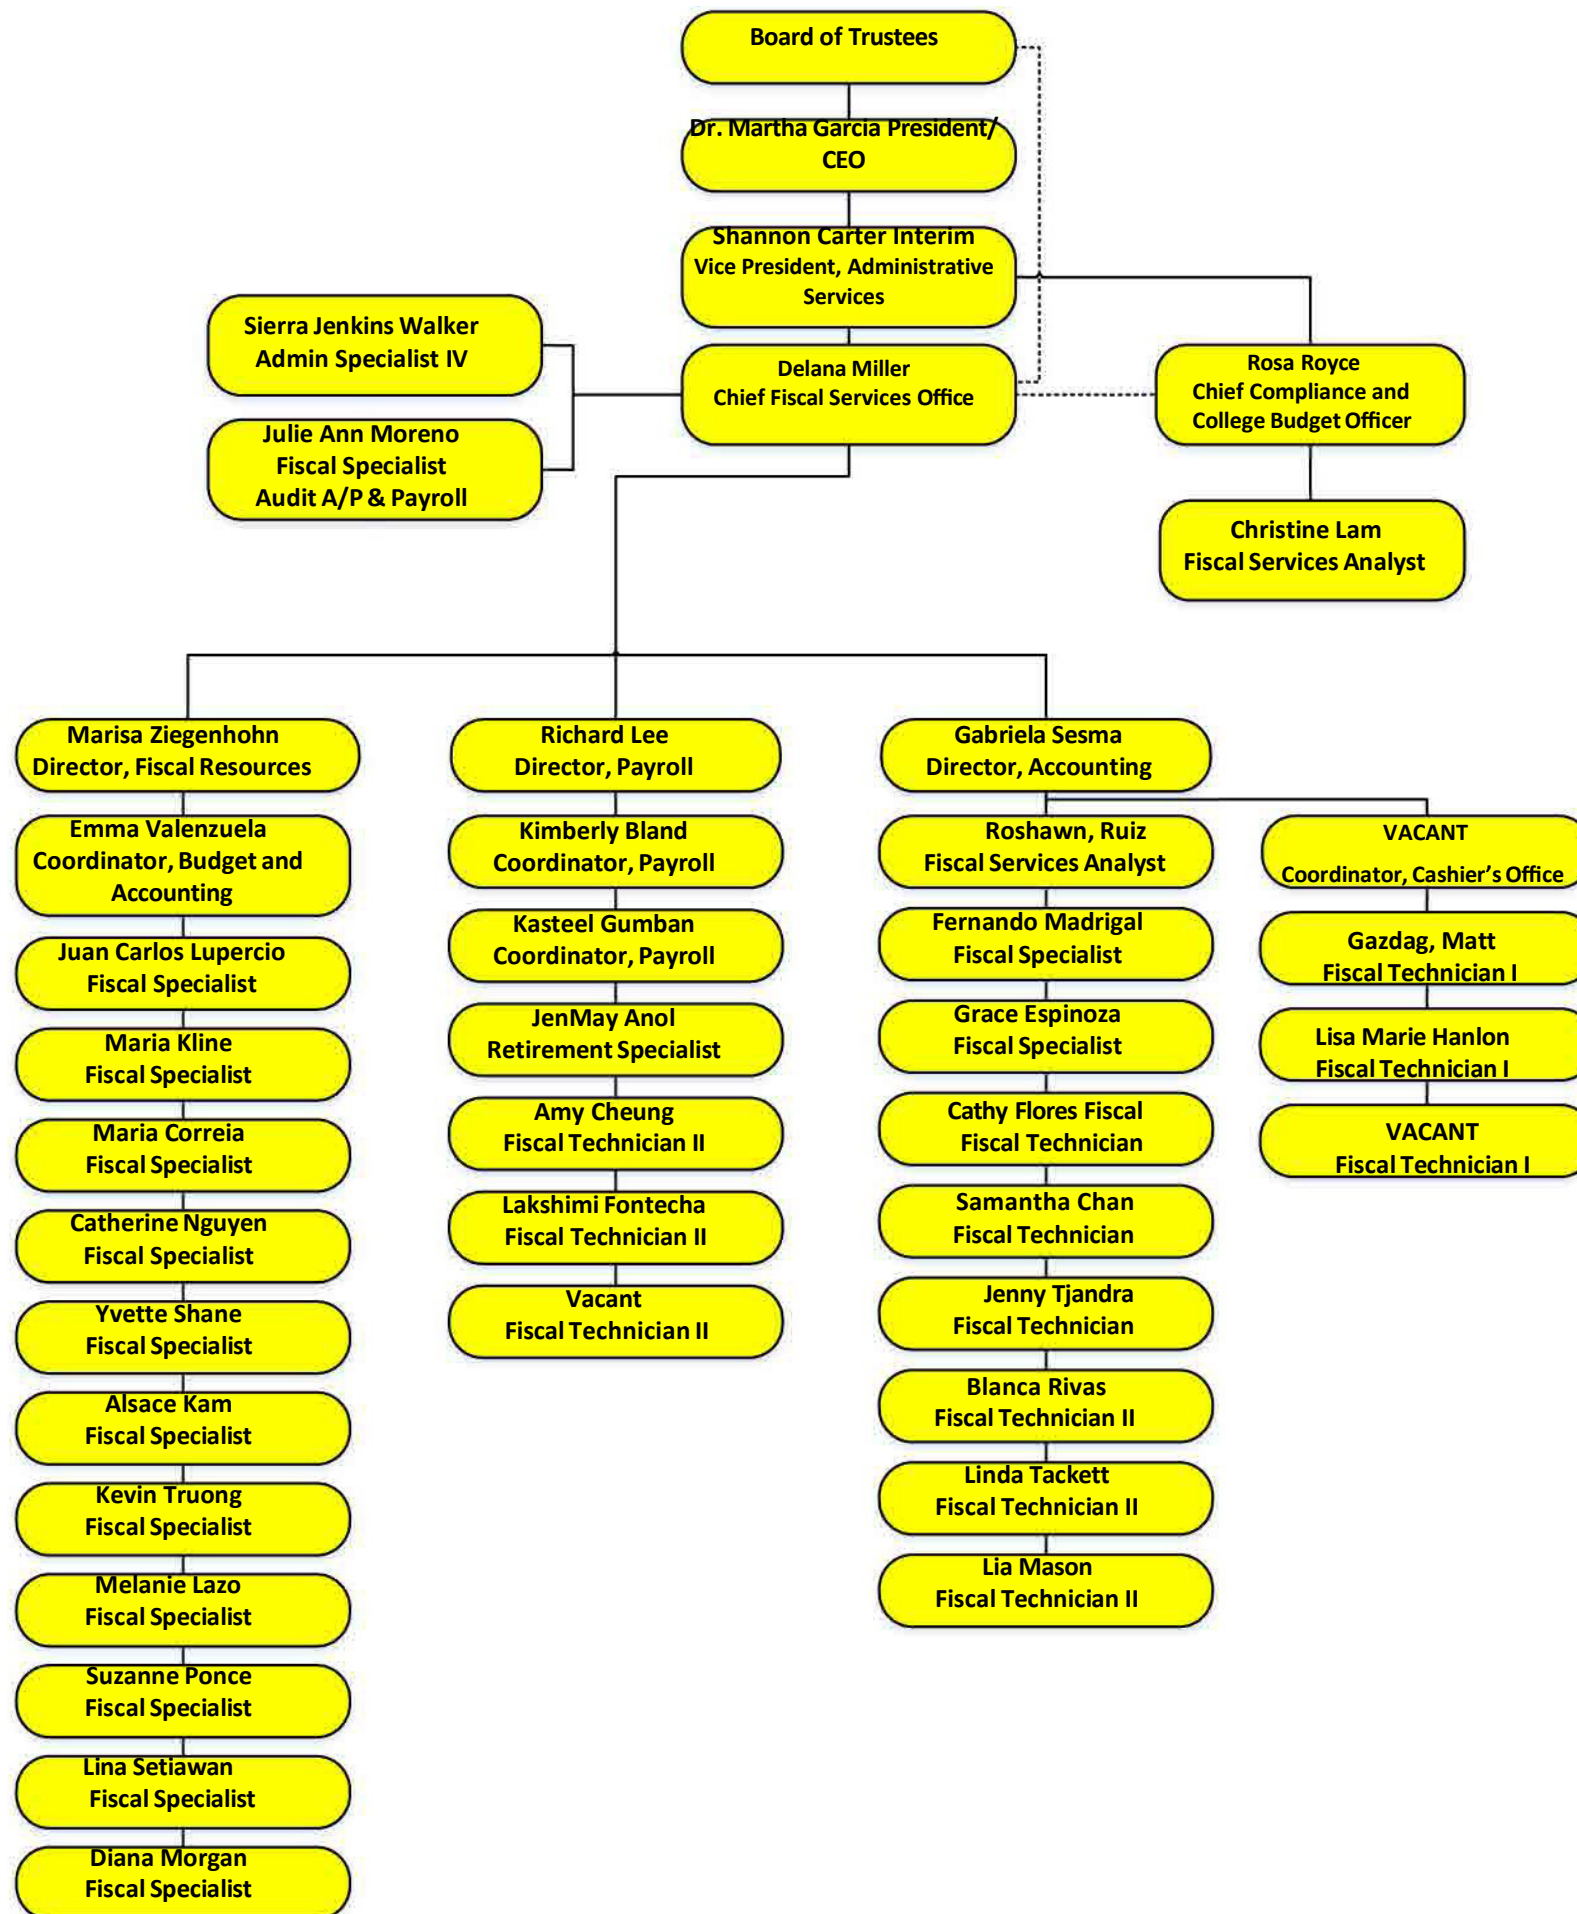 Board of Trustees
Dr. Martha Garcia President/
CEO
Shannon Carter Interim
Vice President, Administrative
Services
Sierra Jenkins Walker
Admin Specialist IV
Delana Miller
Chief Fiscal Services Office
Rosa Royce
Chief Compliance and
College Budget Officer
Julie Ann Moreno
Fiscal Specialist
Audit A/P & Payroll
Christine Lam
Fiscal Services Analyst
Marisa Ziegenhohn
Director, Fiscal Resources
Emma Valenzuela
Coordinator, Budget and
Accounting
Juan Carlos Lupercio
Fiscal Specialist
Maria Kline
Fiscal Specialist
Maria Correia
Fiscal Specialist
Catherine Nguyen
Fiscal Specialist
Yvette Shane
Fiscal Specialist
Alsace Kam
Fiscal Specialist
Kevin Truong
Fiscal Specialist
Melanie Lazo
Fiscal Specialist
Suzanne Ponce
Fiscal Specialist
Lina Setiawan
Fiscal Specialist
Diana Morgan
Fiscal Specialist
Richard Lee
Director, Payroll
Kimberly Bland
Coordinator, Payroll
Kasteel Gumban
Coordinator, Payroll
JenMay Anol
Retirement Specialist
Amy Cheung
Fiscal Technician II
Lakshimi Fontecha
Fiscal Technician II
Vacant
Fiscal Technician II
Gabriela Sesma
Director, Accounting
Roshawn, Ruiz
Fiscal Services Analyst
Fernando Madrigal
Fiscal Specialist
Grace Espinoza
Fiscal Specialist
Cathy Flores Fiscal
Fiscal Technician
Samantha Chan
Fiscal Technician
Jenny Tjandra
Fiscal Technician
Blanca Rivas
Fiscal Technician II
Linda Tackett
Fiscal Technician II
Lia Mason
Fiscal Technician II
VACANT
Coordinator, Cashier’s Office
Gazdag, Matt
Fiscal Technician I
Lisa Marie Hanlon
Fiscal Technician I
VACANT
Fiscal Technician I